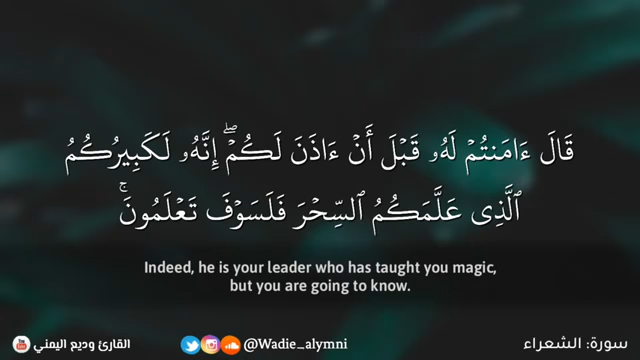 قَالَ ءَامَنتُمۡ لَهُۥ قَبۡلَ أَنۡ ءَاذَنَ لَكُمۡۖ إِنَّهُۥ لَكَبِيرُكُمُ
ٱلَّذِى عَلَّمَكُمُ ٱلسِّحۡرَ فَلَسَوۡفَ تَعۡلَمُونَۚ
Indeed, he is your leader who has taught you magic,
but you are going to know.
القارئ وديع اليمني
@Wadie_alymni
سورة: الشعراء